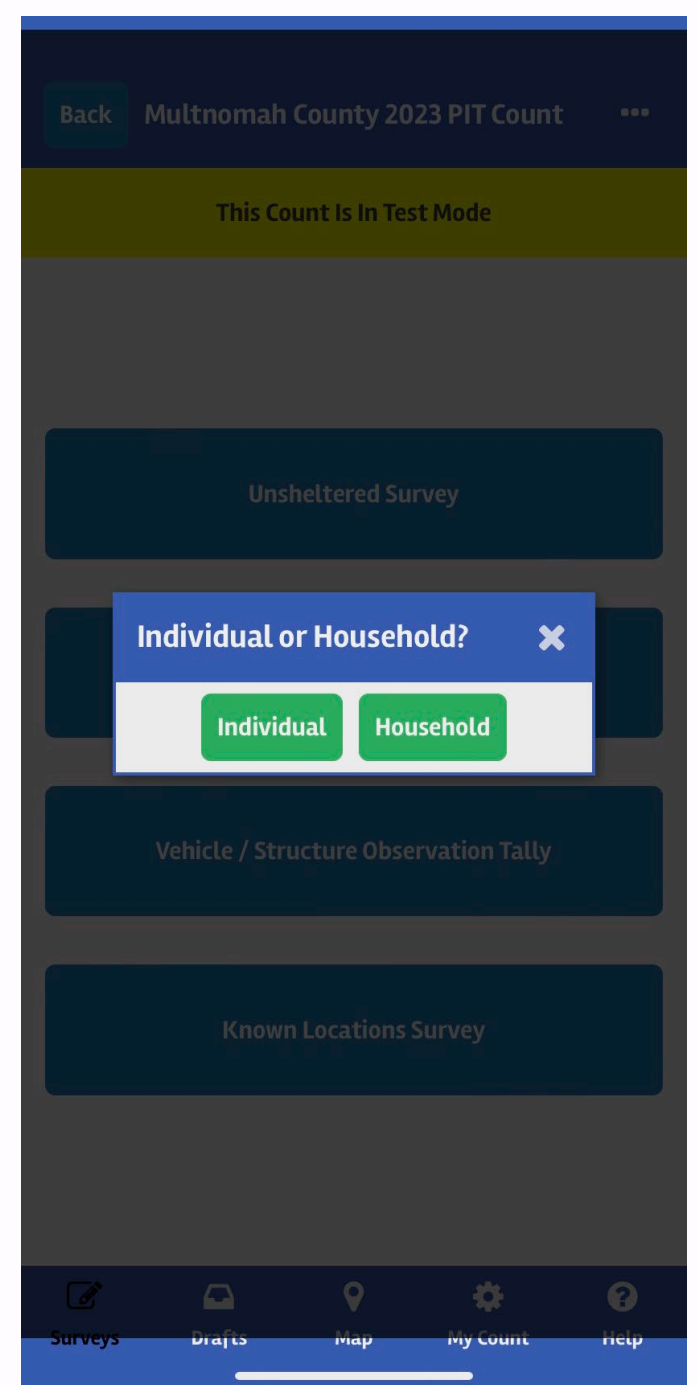 Back Multnomah County 2023 PIT Count
This Count Is In Test Mode
Unsheltered Survey
Individual or Household?
Individual Household
Vehicle / Structure Observation Tally
Known Locations Survey
Surveys Drafts Map My Count Help